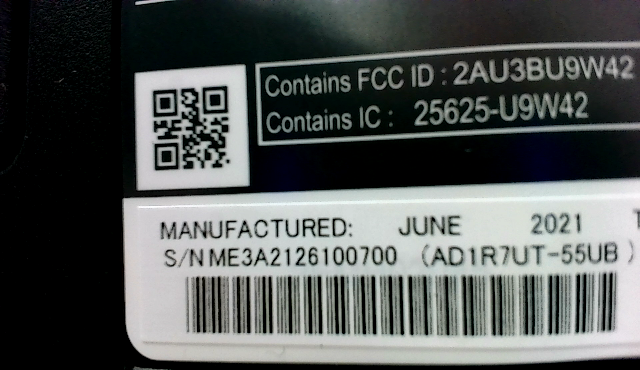 Contains FCC ID : 2AU3BU9W42
Contains IC : 25625-U9W42
MANUFACTURED: JUNE 2021
S/N ME3A2126100700 (AD1R7UT-55UB )